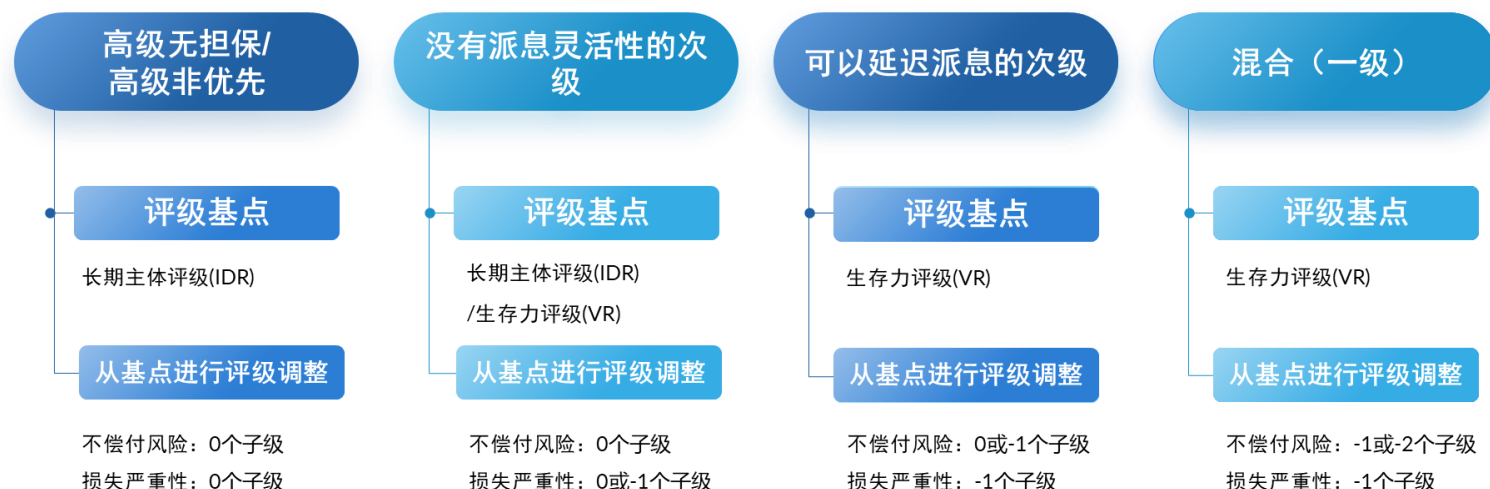 高级无担保/
高级非优先
评级基点
长期主体评级(IDR)
从基点进行评级调整
不偿付风险：0个子级
损失严重性：0个子级
没有派息灵活性的次
级
评级基点
长期主体评级(IDR)
/生存力评级(VR)
从基点进行评级调整
不偿付风险：0个子级
损失严重性：0或-1个子级
可以延迟派息的次级
评级基点
生存力评级(VR)
从基点进行评级调整
不偿付风险：0或-1个子级
损失严重性：-1个子级
混合（一级）
评级基点
生存力评级(VR)
从基点进行评级调整
不偿付风险：-1或-2个子级
损失严重性：-1个子级